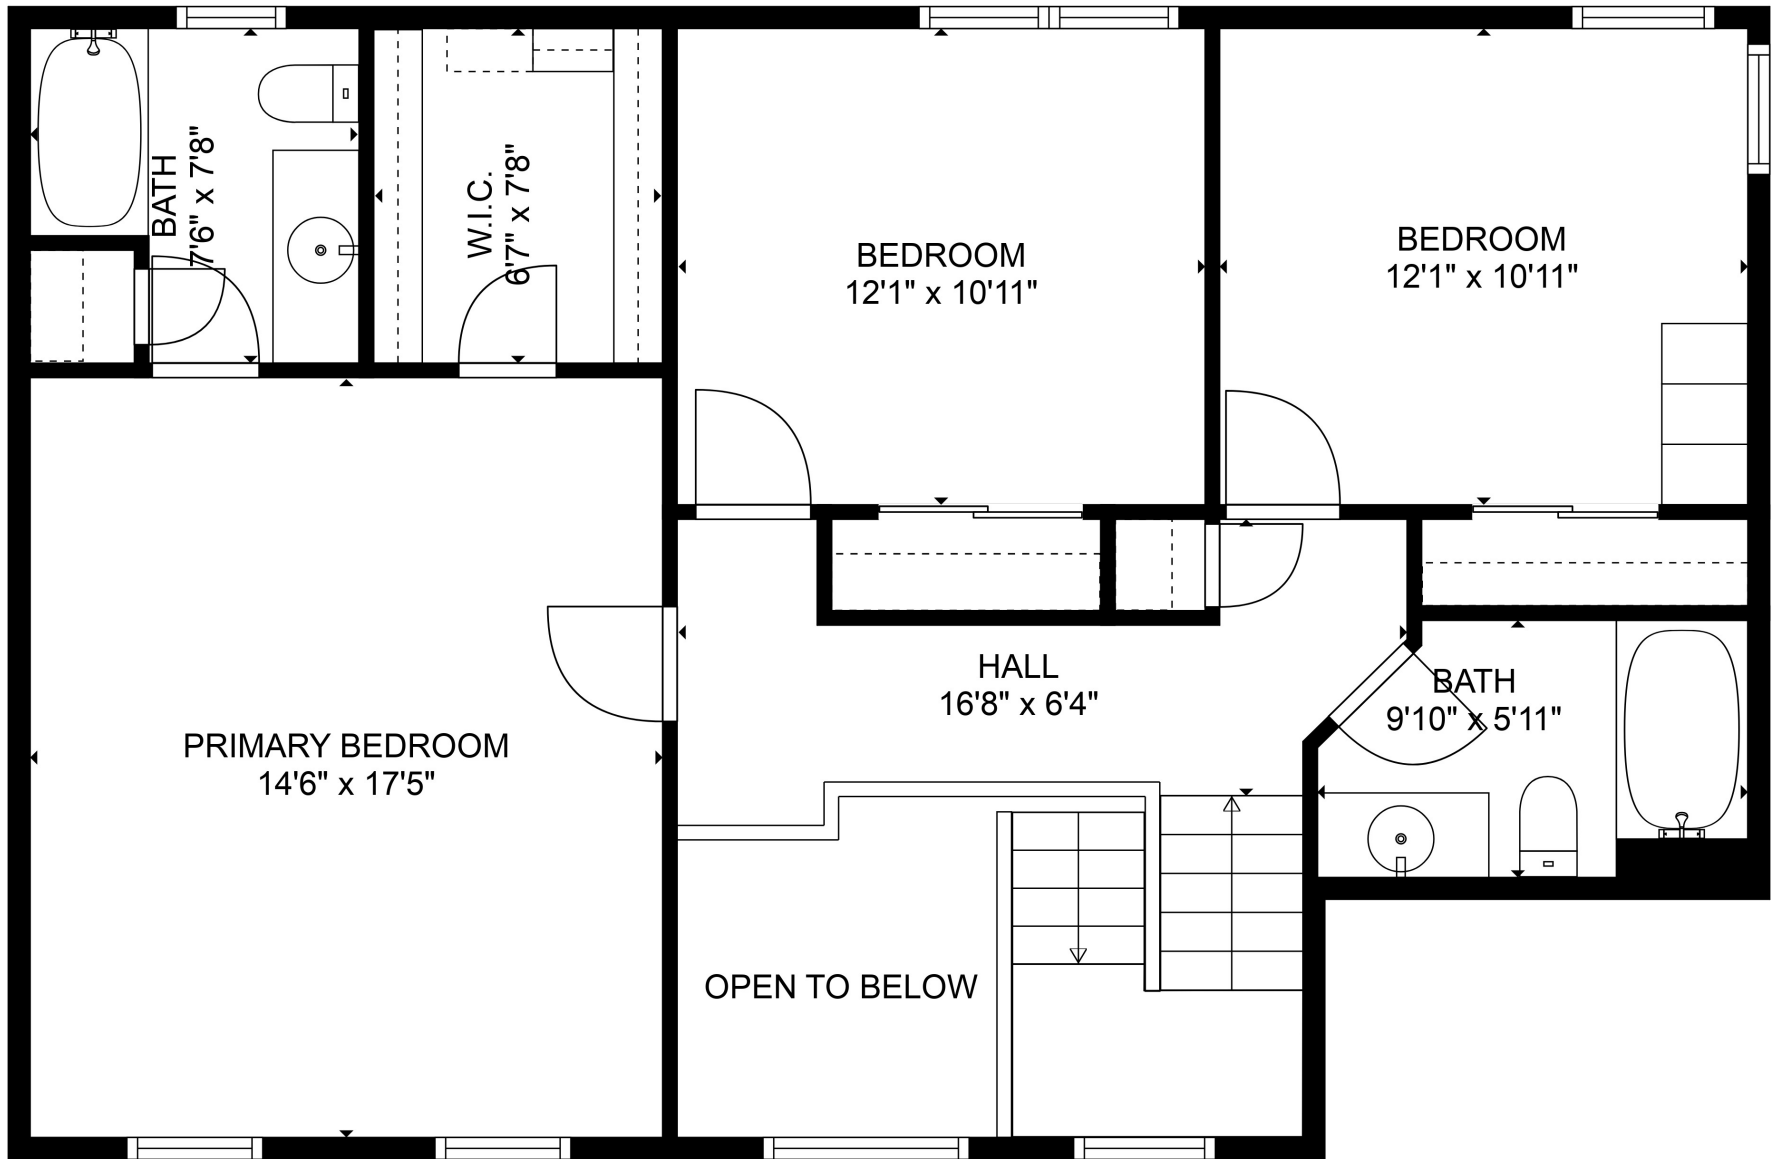 BATH
7'6" x 7'8"
W.I.C.
6'7" x 7'8"
BEDROOM
12'1" x 10'11"
BEDROOM
12'1" x 10'11"
HALL
16'8" x 6'4"
BATH
9'10" x 5'11"
PRIMARY BEDROOM
14'6" x 17'5"
OPEN TO BELOW